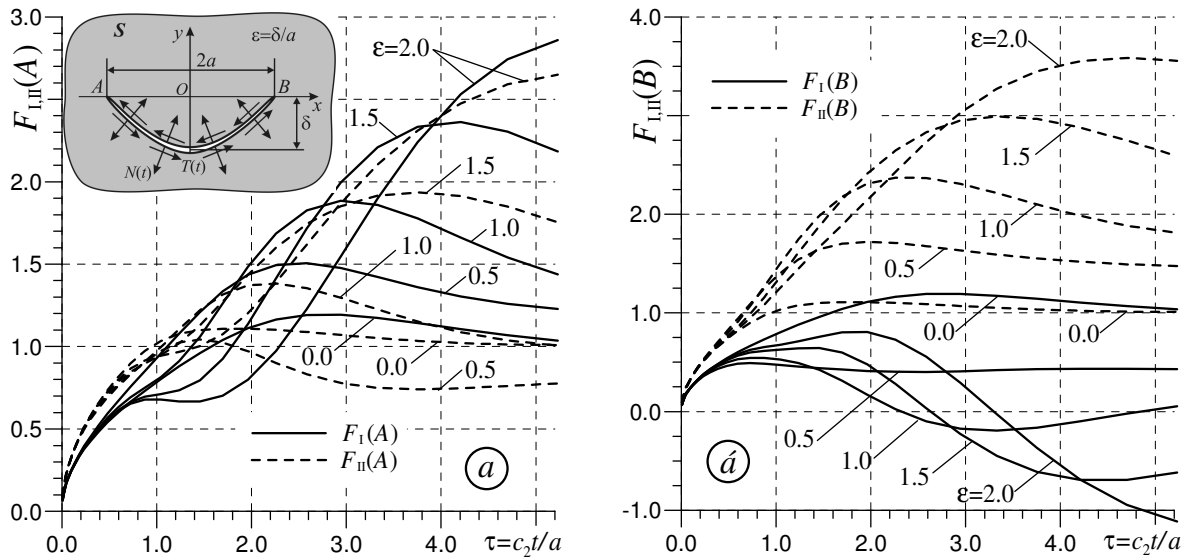 F_I,II(A)
3.0
2.5
2.0
1.5
1.0
0.5
0.0
S
y
ε=δ/a
2a
A
O
B
x
δ
N(t)
T(t)
ε=2.0
1.5
1.5
1.0
1.0
0.5
0.0
0.0
0.5
F_I(A)
F_II(A)
a
0.0
1.0
2.0
3.0
4.0
τ=c₂t/a
F_I,II(B)
4.0
3.0
2.0
1.0
0.0
-1.0
ε=2.0
F_I(B)
F_II(B)
1.5
1.0
0.5
0.0
0.0
0.5
1.0
1.5
ε=2.0
á
0.0
1.0
2.0
3.0
4.0
τ=c₂t/a